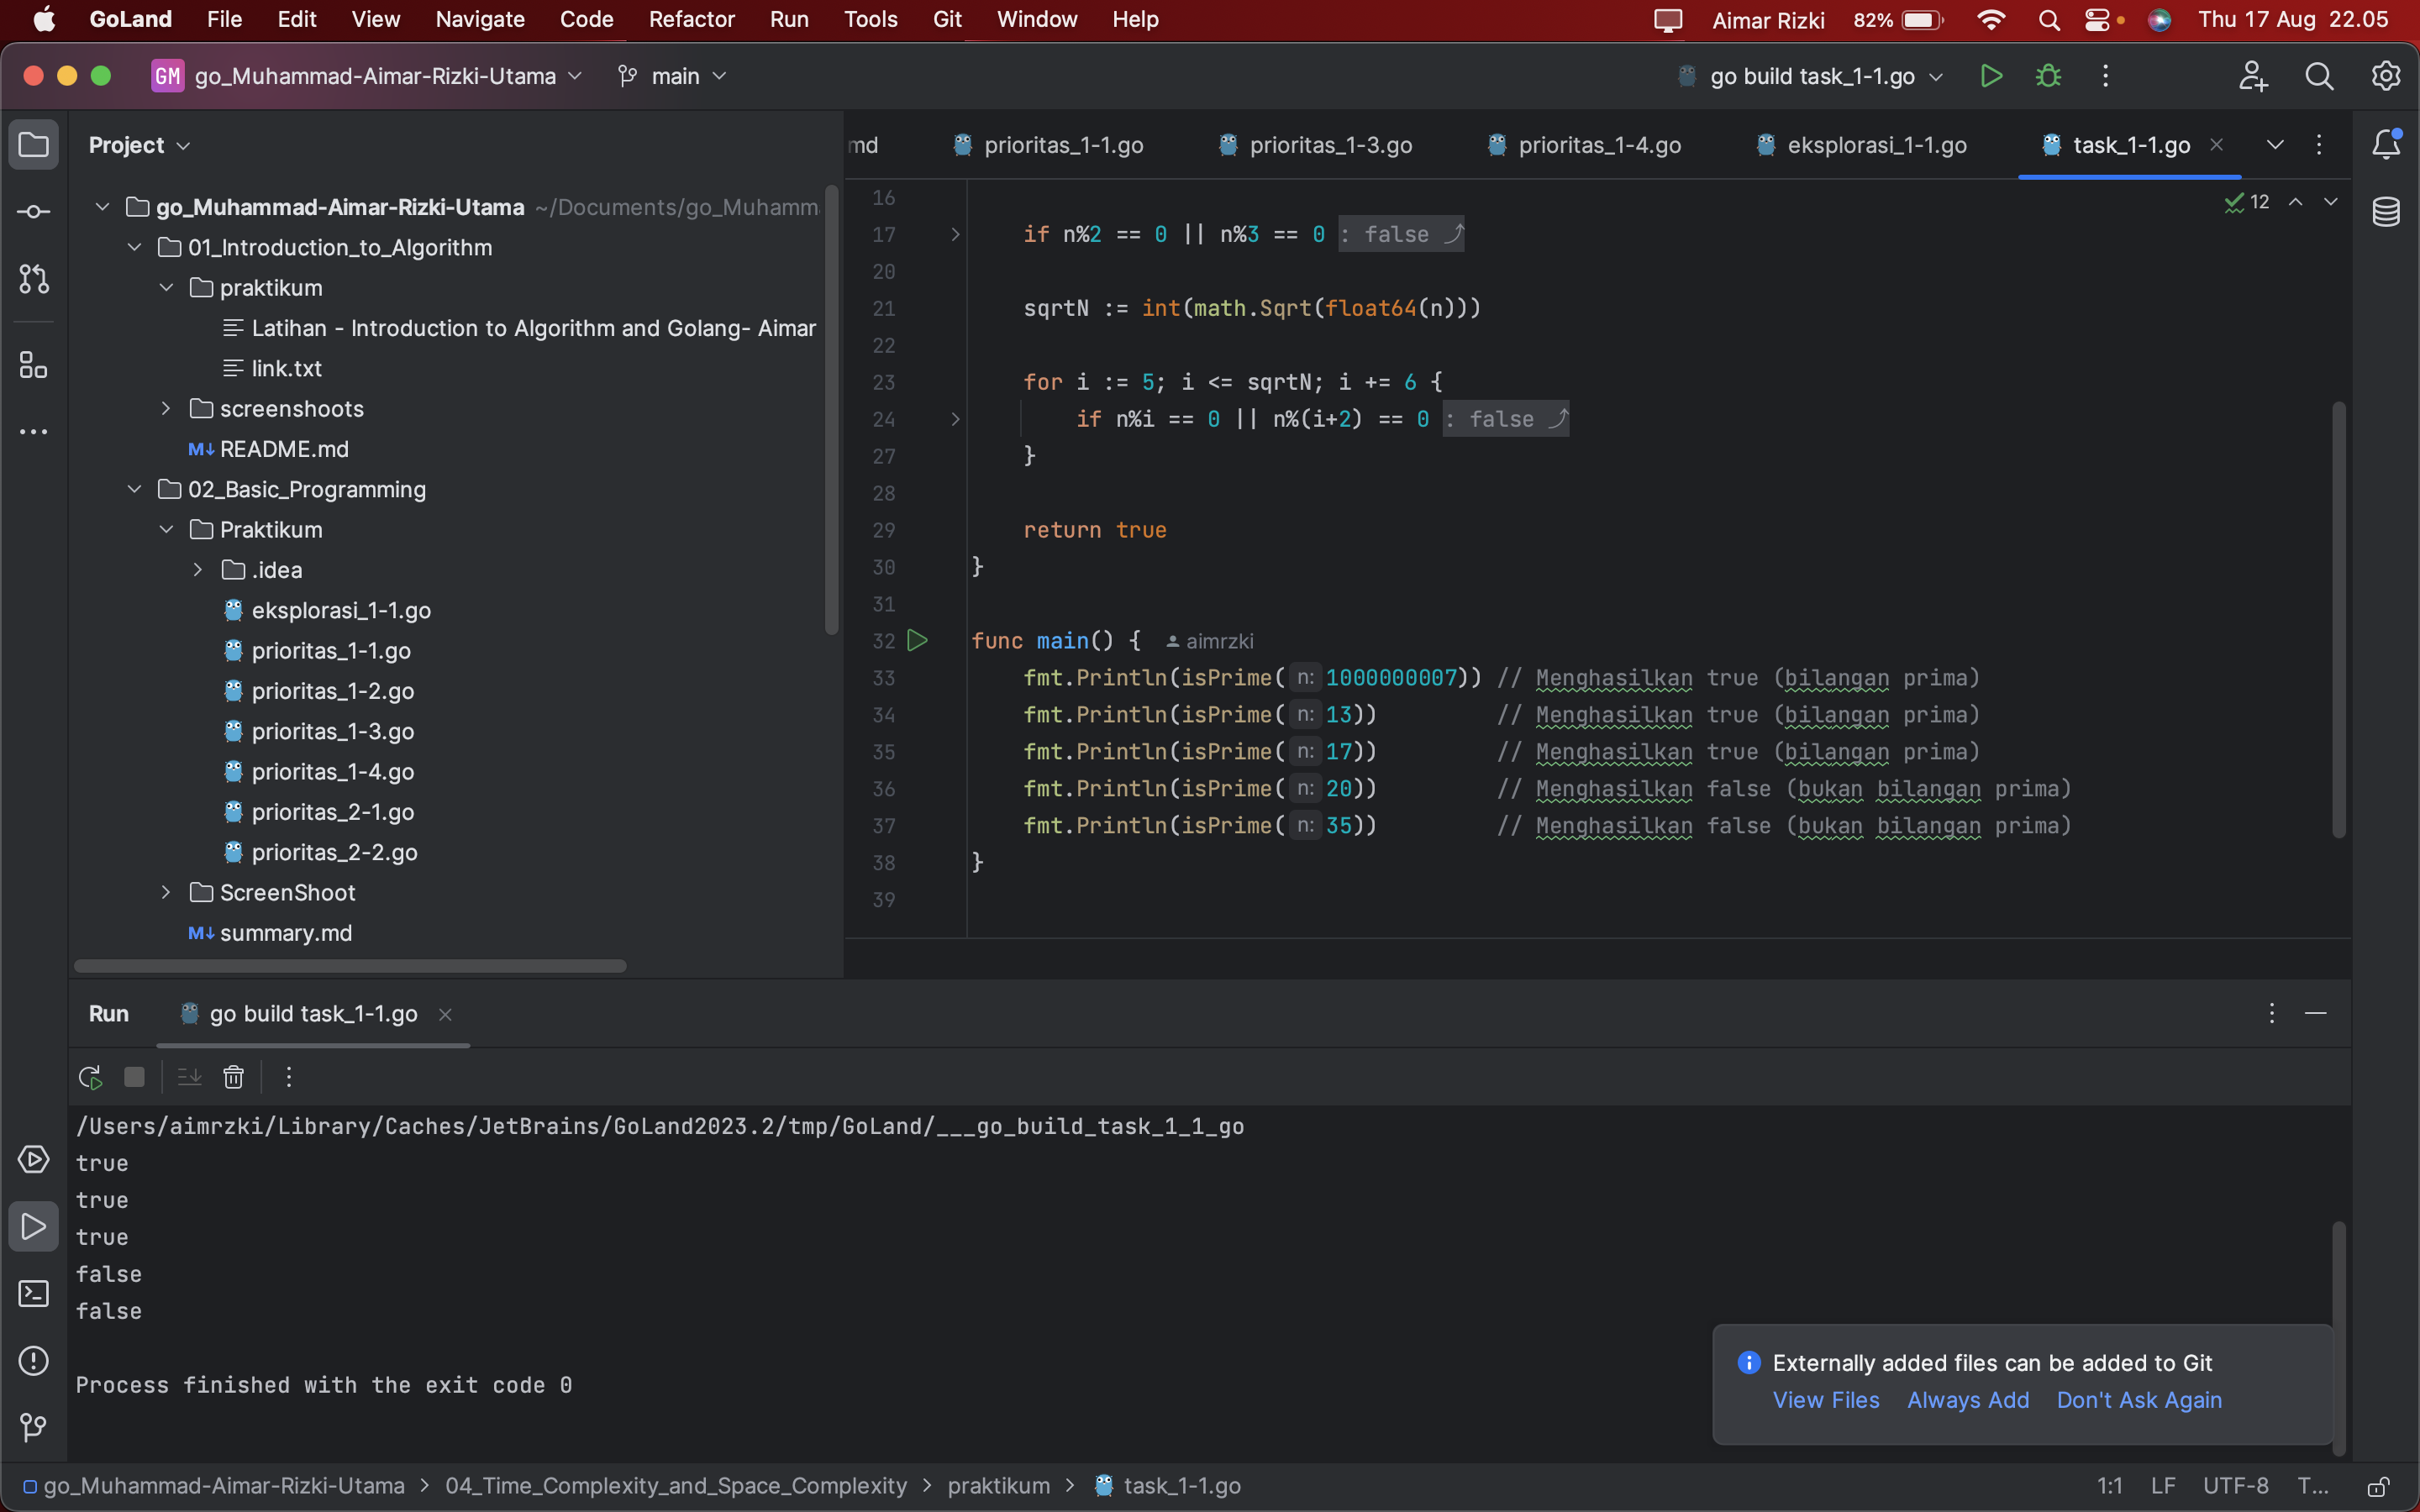 GoLand File Edit View Navigate Code Refactor Run Tools Git Window Help Aimar Rizki 82% Thu 17 Aug 22.05
GM go_Muhammad-Aimar-Rizki-Utama main go build task_1-1.go
Project
md prioritas_1-1.go prioritas_1-3.go prioritas_1-4.go eksplorasi_1-1.go task_1-1.go
go_Muhammad-Aimar-Rizki-Utama ~/Documents/go_Muhamm
01_Introduction_to_Algorithm
praktikum
Latihan - Introduction to Algorithm and Golang- Aimar
link.txt
screenshoots
README.md
02_Basic_Programming
Praktikum
.idea
eksplorasi_1-1.go
prioritas_1-1.go
prioritas_1-2.go
prioritas_1-3.go
prioritas_1-4.go
prioritas_2-1.go
prioritas_2-2.go
ScreenShoot
summary.md
12
16
17 if n%2 == 0 || n%3 == 0 : false
20
21 sqrtN := int(math.Sqrt(float64(n)))
22
23 for i := 5; i <= sqrtN; i += 6 {
24 if n%i == 0 || n%(i+2) == 0 : false
27 }
28
29 return true
30 }
31
32 func main() { aimrzki
33 fmt.Println(isPrime( n: 1000000007)) // Menghasilkan true (bilangan prima)
34 fmt.Println(isPrime( n: 13)) // Menghasilkan true (bilangan prima)
35 fmt.Println(isPrime( n: 17)) // Menghasilkan true (bilangan prima)
36 fmt.Println(isPrime( n: 20)) // Menghasilkan false (bukan bilangan prima)
37 fmt.Println(isPrime( n: 35)) // Menghasilkan false (bukan bilangan prima)
38 }
39
Run go build task_1-1.go
/Users/aimrzki/Library/Caches/JetBrains/GoLand2023.2/tmp/GoLand/___go_build_task_1_1_go
true
true
true
false
false
Process finished with the exit code 0
Externally added files can be added to Git
View Files Always Add Don't Ask Again
go_Muhammad-Aimar-Rizki-Utama > 04_Time_Complexity_and_Space_Complexity > praktikum > task_1-1.go 1:1 LF UTF-8 T...